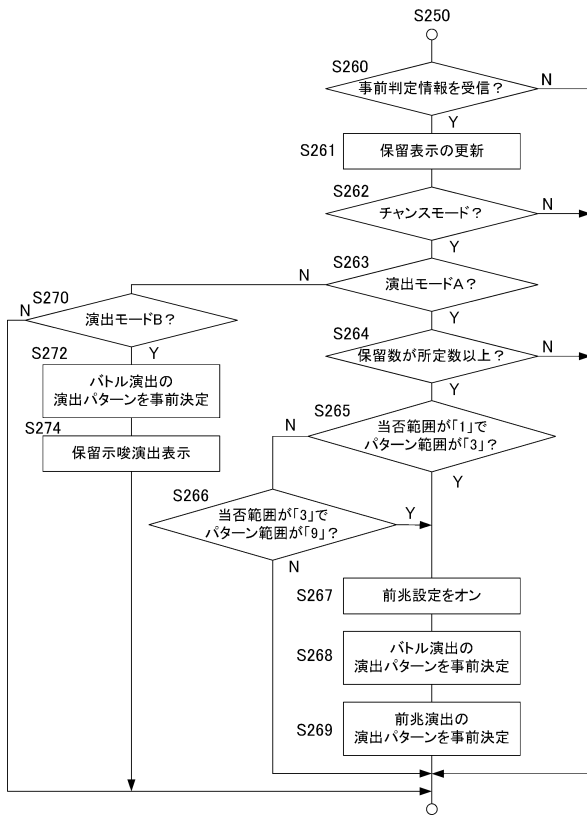 S250
S260
事前判定情報を受信？
N
Y
S261
保留表示の更新
S262
チャンスモード？
N
Y
S263
演出モードA？
N
Y
S270
N
演出モードB？
Y
S264
保留数が所定数以上？
N
Y
S272
バトル演出の
演出パターンを事前決定
S274
保留示唆演出表示
S265
当否範囲が「1」で
パターン範囲が「3」？
N
Y
S266
当否範囲が「3」で
パターン範囲が「9」？
Y
N
S267
前兆設定をオン
S268
バトル演出の
演出パターンを事前決定
S269
前兆演出の
演出パターンを事前決定